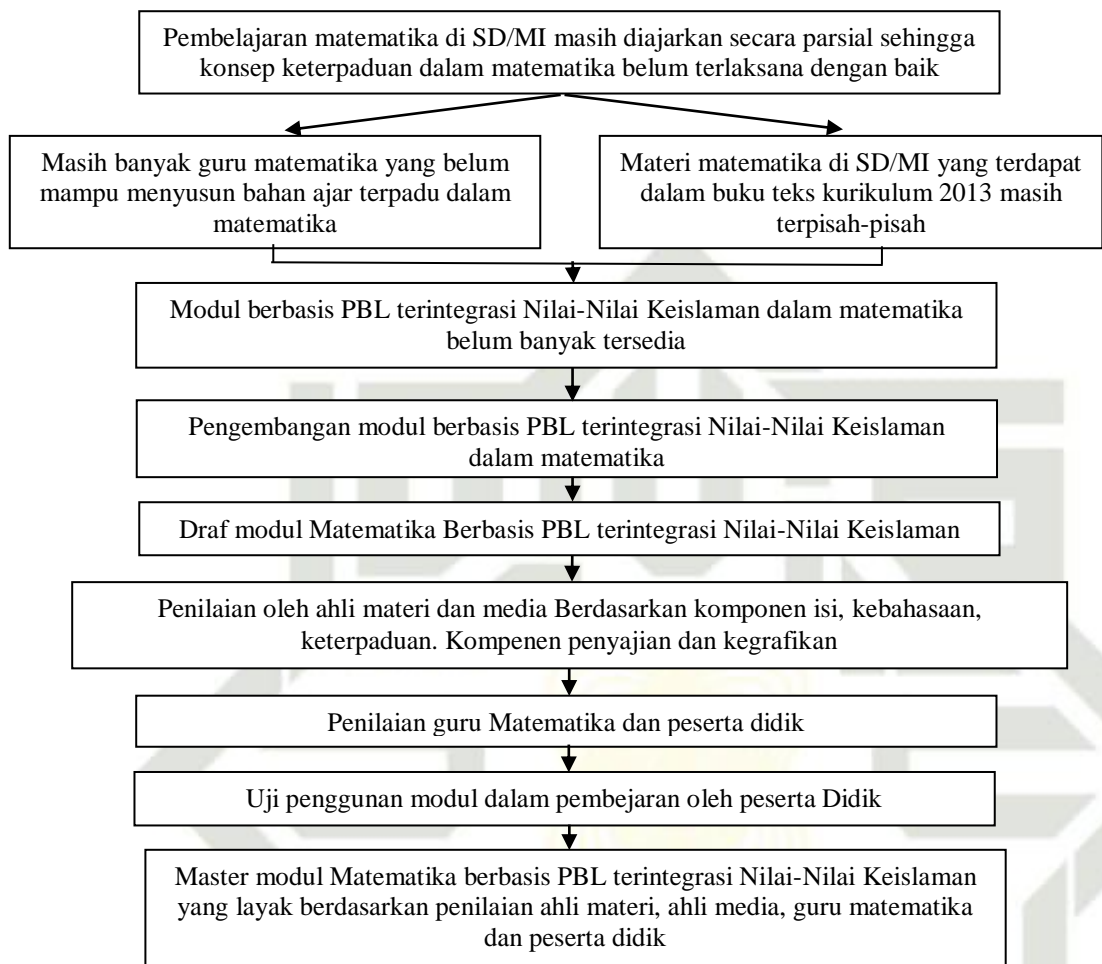 Pembelajaran matematika di SD/MI masih diajarkan secara parsial sehingga
konsep keterpaduan dalam matematika belum terlaksana dengan baik
Masih banyak guru matematika yang belum
mampu menyusun bahan ajar terpadu dalam
matematika
Materi matematika di SD/MI yang terdapat
dalam buku teks kurikulum 2013 masih
terpisah-pisah
Modul berbasis PBL terintegrasi Nilai-Nilai Keislaman dalam matematika
belum banyak tersedia
Pengembangan modul berbasis PBL terintegrasi Nilai-Nilai Keislaman
dalam matematika
Draf modul Matematika Berbasis PBL terintegrasi Nilai-Nilai Keislaman
Penilaian oleh ahli materi dan media Berdasarkan komponen isi, kebahasaan,
keterpaduan. Kompenen penyajian dan kegrafikan
Penilaian guru Matematika dan peserta didik
Uji penggunan modul dalam pembejaran oleh peserta Didik
Master modul Matematika berbasis PBL terintegrasi Nilai-Nilai Keislaman
yang layak berdasarkan penilaian ahli materi, ahli media, guru matematika
dan peserta didik